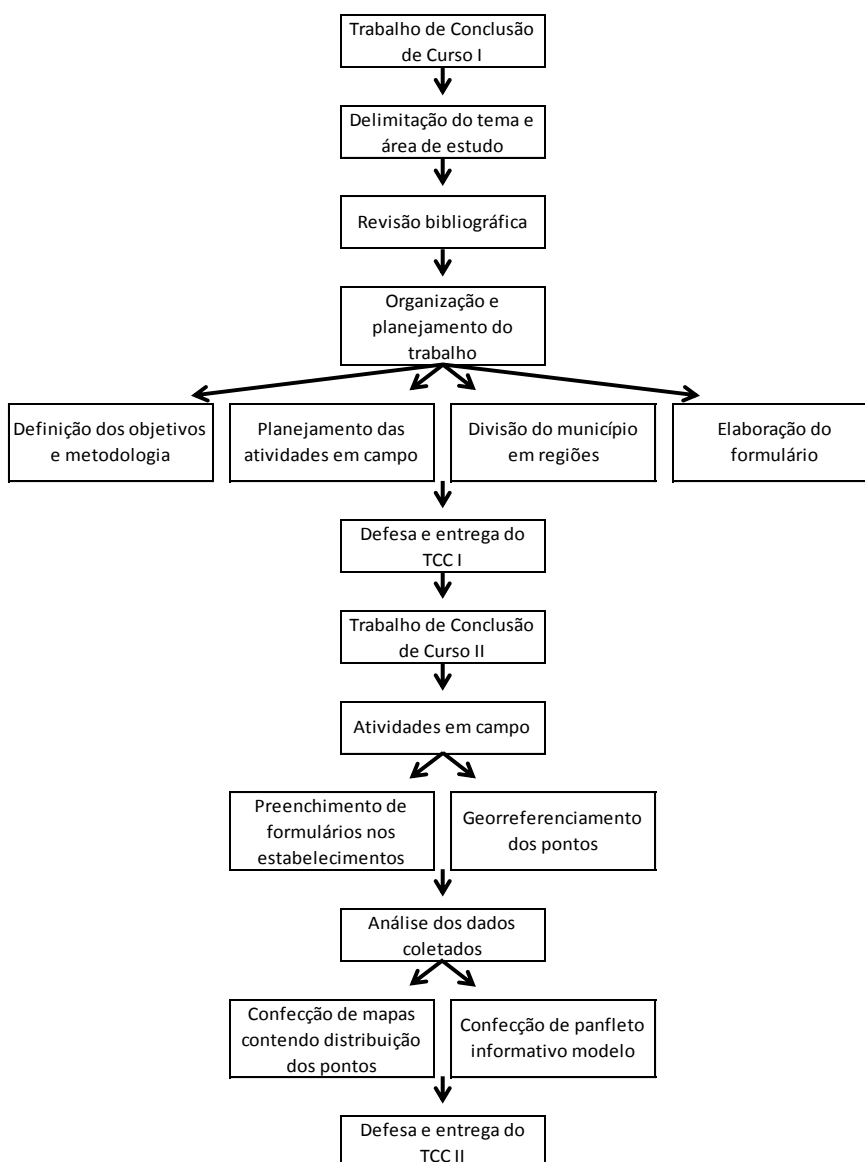 Trabalho de Conclusão
de Curso I
Delimitação do tema e
área de estudo
Revisão bibliográfica
Organização e
planejamento do
trabalho
Definição dos objetivos
e metodologia
Planejamento das
atividades em campo
Divisão do município
em regiões
Elaboração do
formulário
Defesa e entrega do
TCC I
Trabalho de Conclusão
de Curso II
Atividades em campo
Preenchimento de
formulários nos
estabelecimentos
Georreferenciamento
dos pontos
Análise dos dados
coletados
Confecção de mapas
contendo distribuição
dos pontos
Confecção de panfleto
informativo modelo
Defesa e entrega do
TCC II